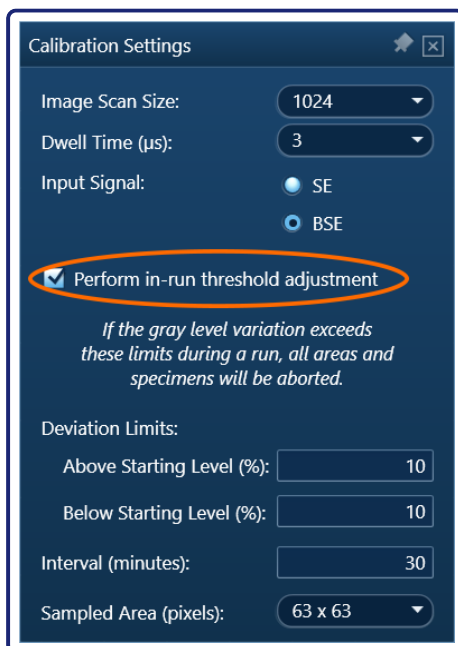 Calibration Settings
Image Scan Size: 1024
Dwell Time (µs): 3
Input Signal: SE
BSE
Perform in-run threshold adjustment
If the gray level variation exceeds
these limits during a run, all areas and
specimens will be aborted.
Deviation Limits:
Above Starting Level (%): 10
Below Starting Level (%): 10
Interval (minutes): 30
Sampled Area (pixels): 63 x 63